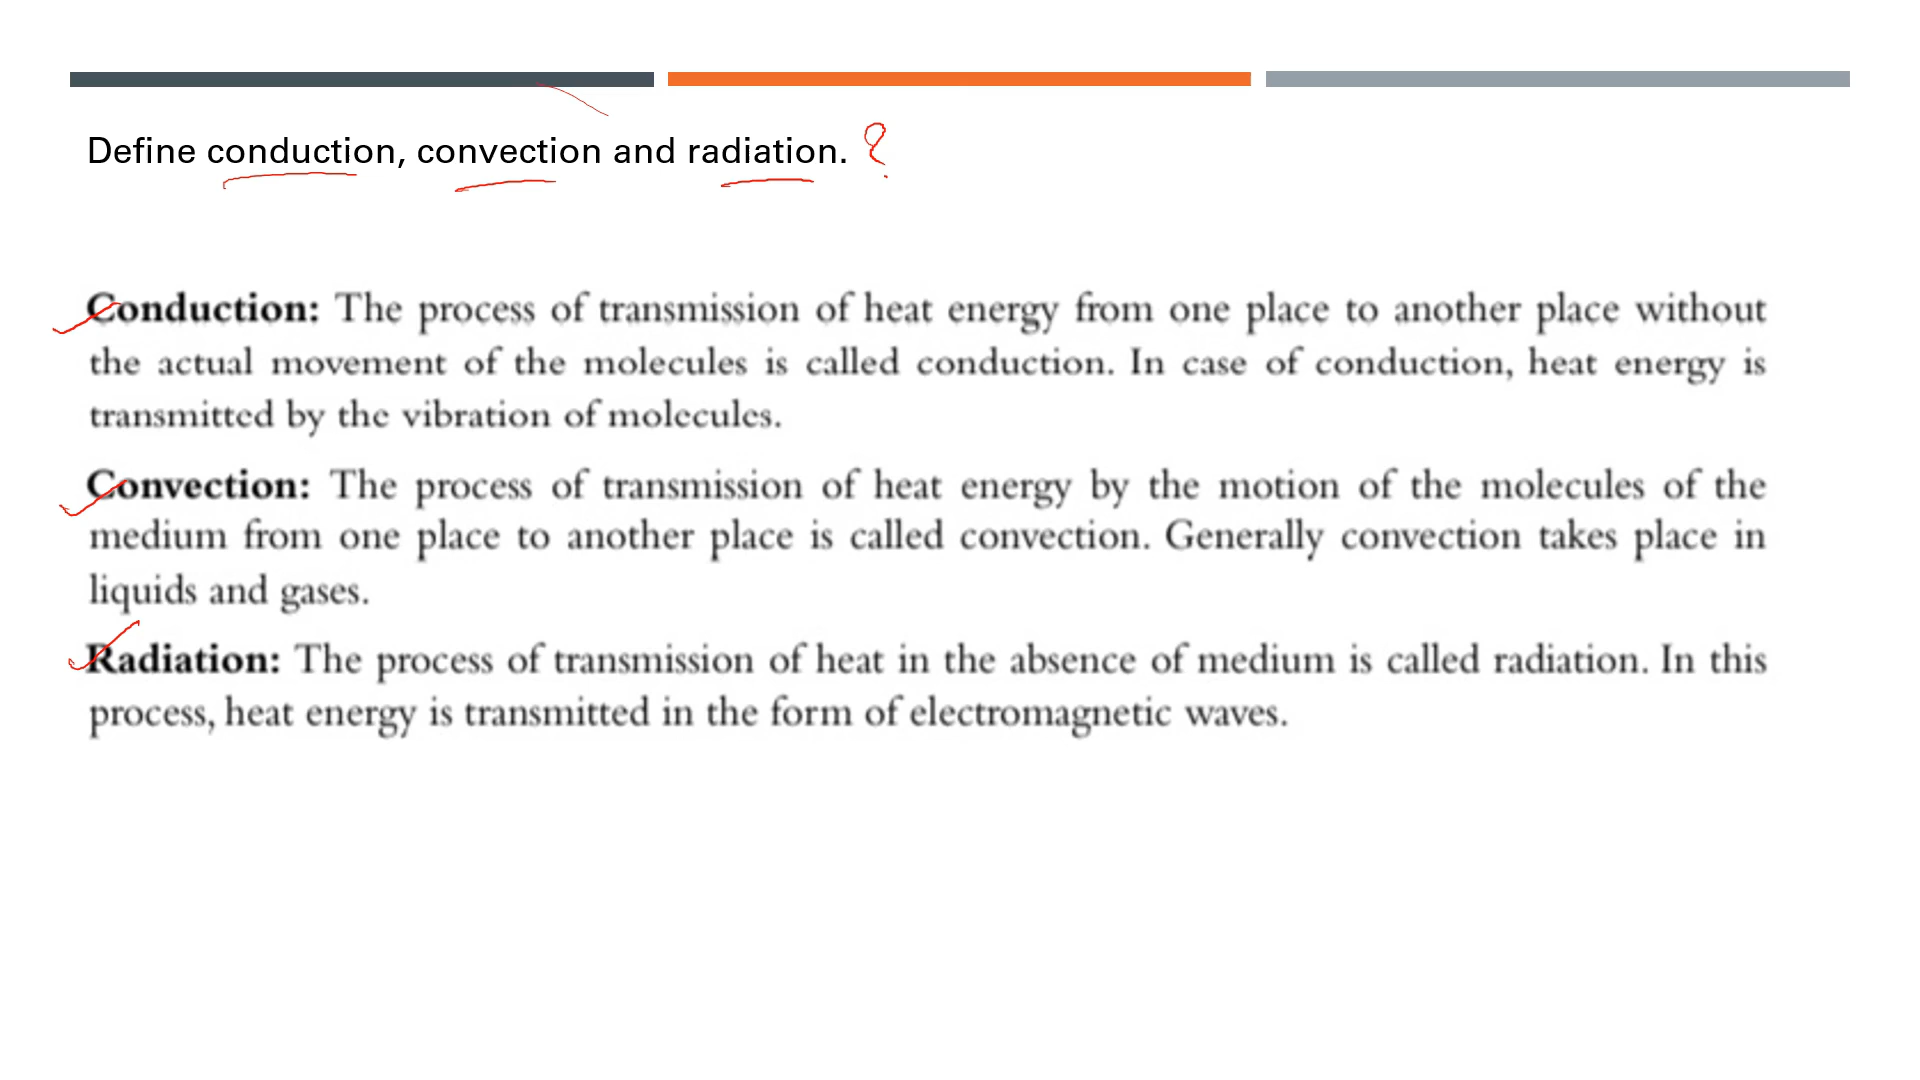 Define conduction, convection and radiation. ?
Conduction: The process of transmission of heat energy from one place to another place without
the actual movement of the molecules is called conduction. In case of conduction, heat energy is
transmitted by the vibration of molecules.
Convection: The process of transmission of heat energy by the motion of the molecules of the
medium from one place to another place is called convection. Generally convection takes place in
liquids and gases.
Radiation: The process of transmission of heat in the absence of medium is called radiation. In this
process, heat energy is transmitted in the form of electromagnetic waves.